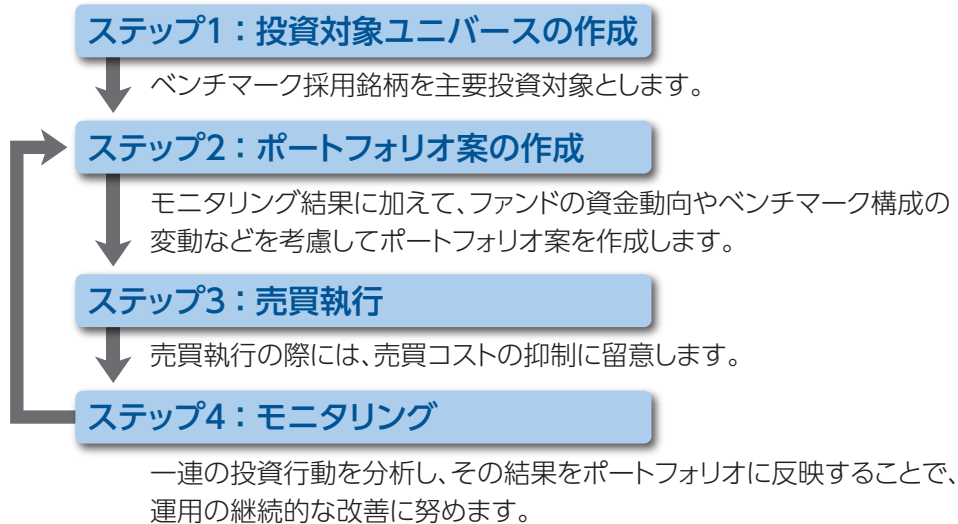 ステップ1：投資対象ユニバースの作成
ベンチマーク採用銘柄を主要投資対象とします。
ステップ2：ポートフォリオ案の作成
モニタリング結果に加えて、ファンドの資金動向やベンチマーク構成の
変動などを考慮してポートフォリオ案を作成します。
ステップ3：売買執行
売買執行の際には、売買コストの抑制に留意します。
ステップ4：モニタリング
一連の投資行動を分析し、その結果をポートフォリオに反映することで、
運用の継続的な改善に努めます。